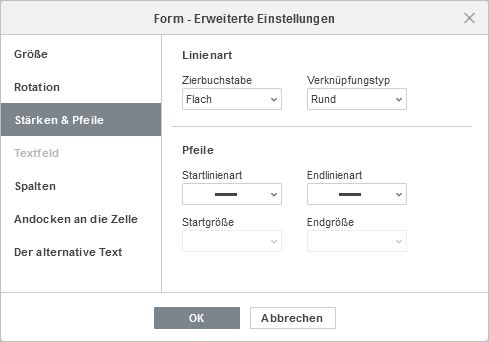 Form - Erweiterte Einstellungen
Größe
Rotation
Stärken & Pfeile
Textfeld
Spalten
Andocken an die Zelle
Der alternative Text
Linienart
Zierbuchstabe Verknüpfungstyp
Flach Rund
Pfeile
Startlinienart Endlinienart
Startgröße Endgröße
OK Abbrechen